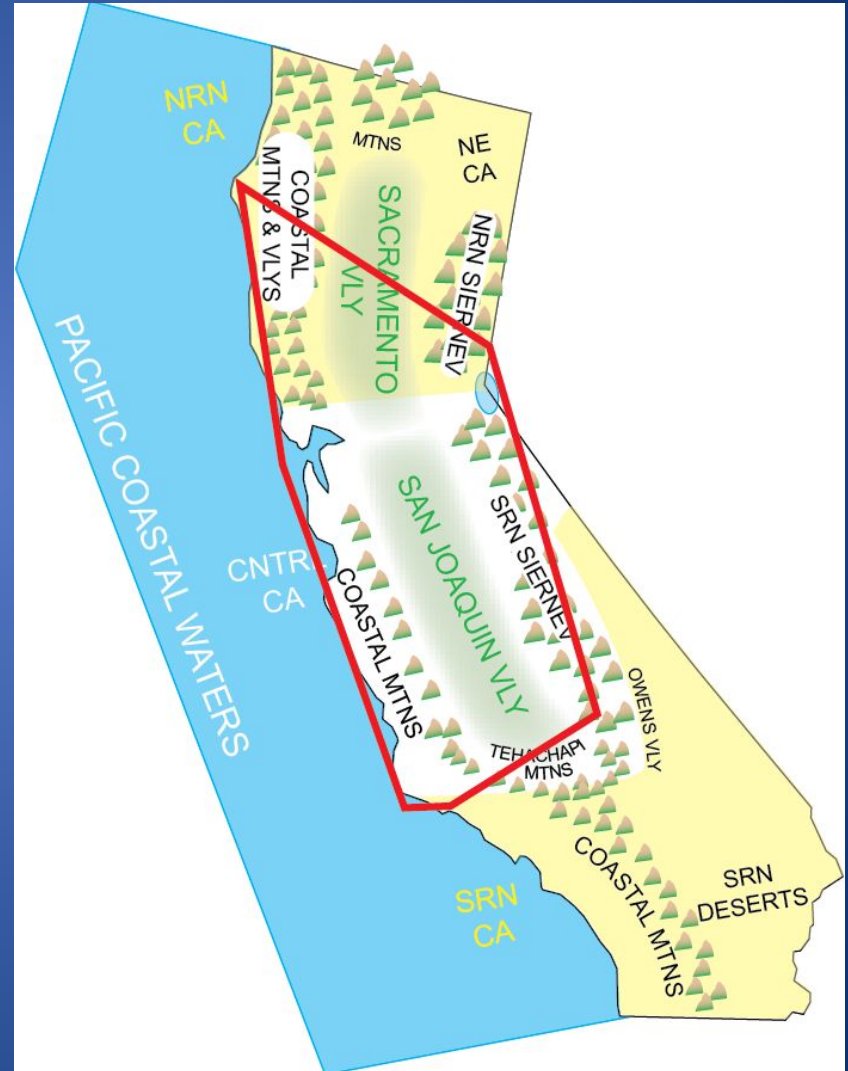 NRN
CA
MTNS
NE
CA
COASTAL
MTNS & VLYS
SACRAMENTO
VLY
NRN SIERNEV
PACIFIC COASTAL WATERS
CNTRL
CA
COASTAL MTNS
SAN JOAQUIN VLY
SRN SIERNEV
OWENS VLY
TEHACHAPI
MTNS
SRN
CA
COASTAL MTNS
SRN
DESERTS